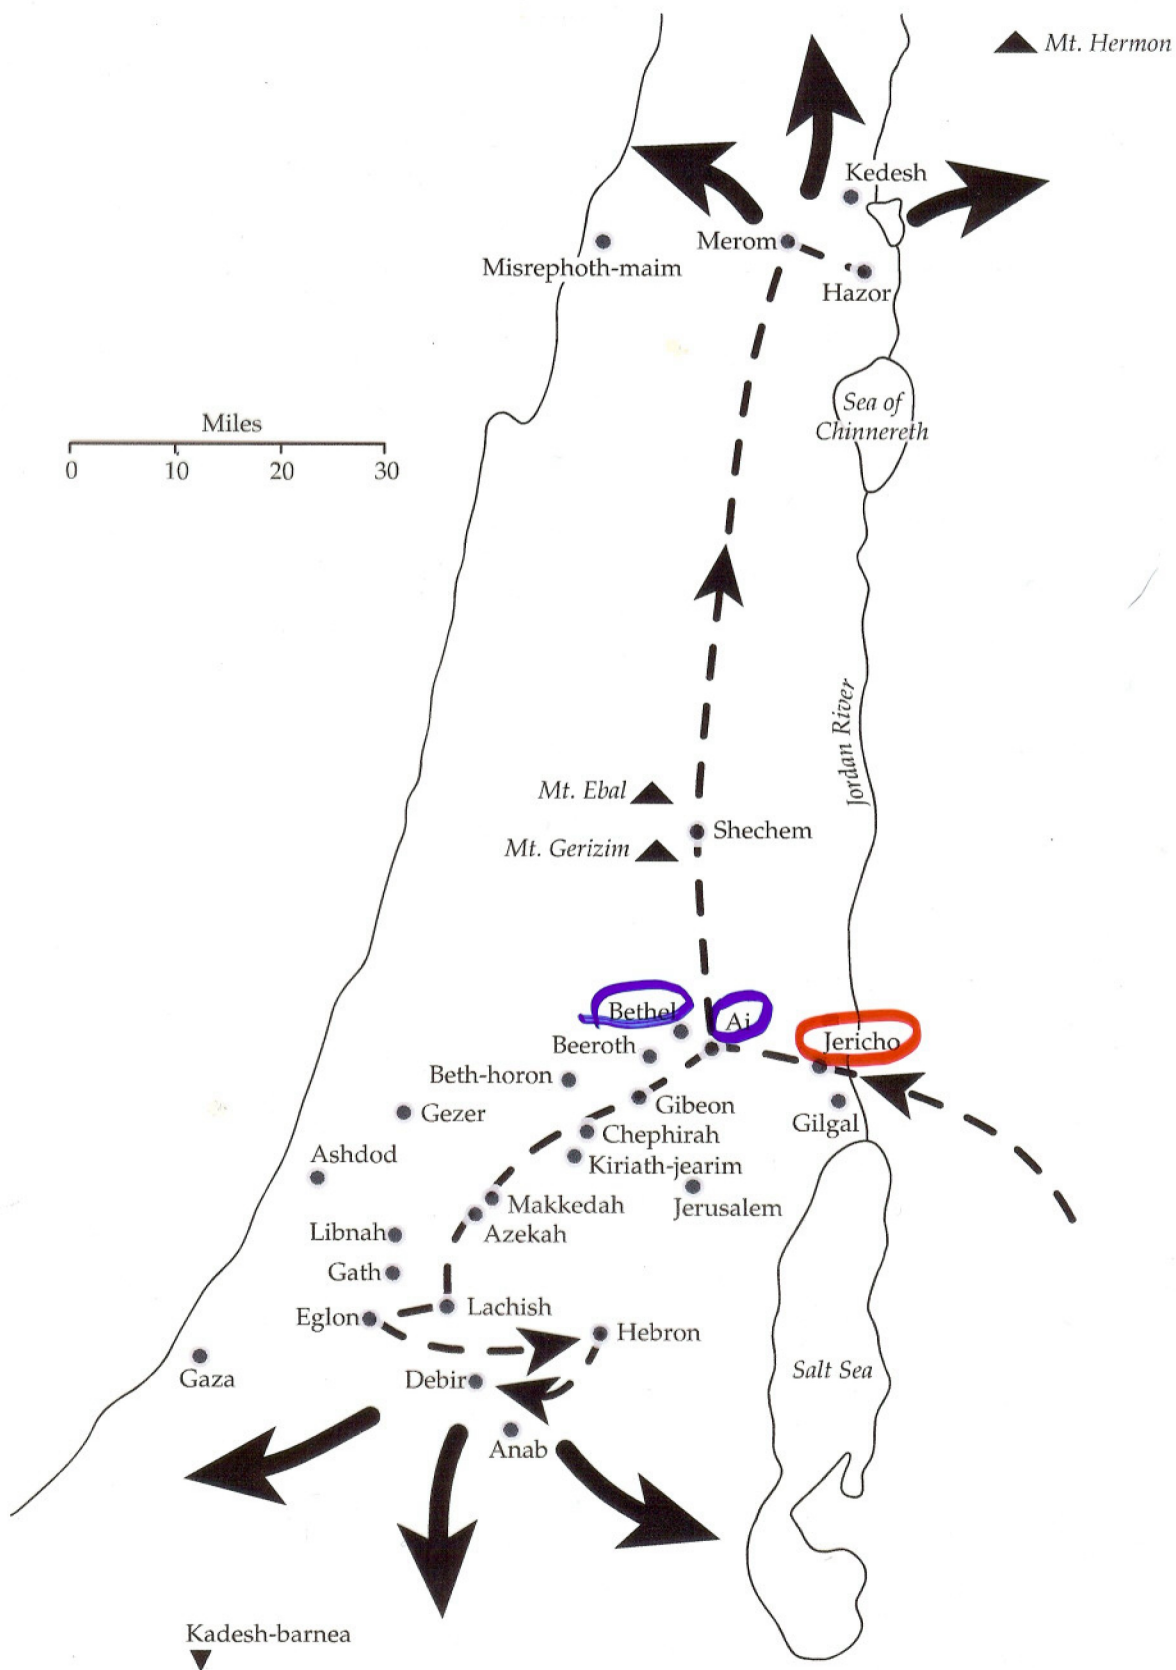 Mt. Hermon
Kedesh
Merom
Misrephoth-maim
Hazor
Miles
0 10 20 30
Sea of
Chinnereth
Jordan River
Mt. Ebal
Shechem
Mt. Gerizim
Bethel
Ai
Jericho
Beeroth
Beth-horon
Gibeon
Gezer
Gilgal
Chephirah
Ashdod
Kiriath-jearim
Makkedah
Jerusalem
Azekah
Libnah
Gath
Lachish
Eglon
Hebron
Salt Sea
Gaza
Debir
Anab
Kadesh-barnea